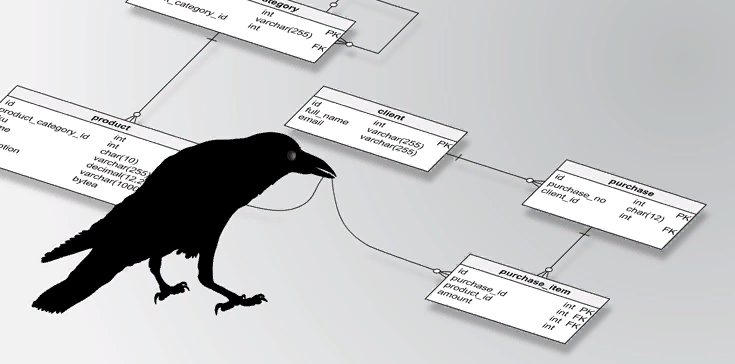 category
_category_id
int
varchar(255)
int
PK
FK
product
id
product_category_id
int
int
char(10)
varchar(255)
decimal(12,2
varchar(1000
bytea
client
id
int
PK
full_name
varchar(255)
email
varchar(255)
purchase
id
int
PK
purchase_no
char(12)
client_id
int
FK
purchase_item
id
int PK
purchase_id
int FK
product_id
int FK
amount
int